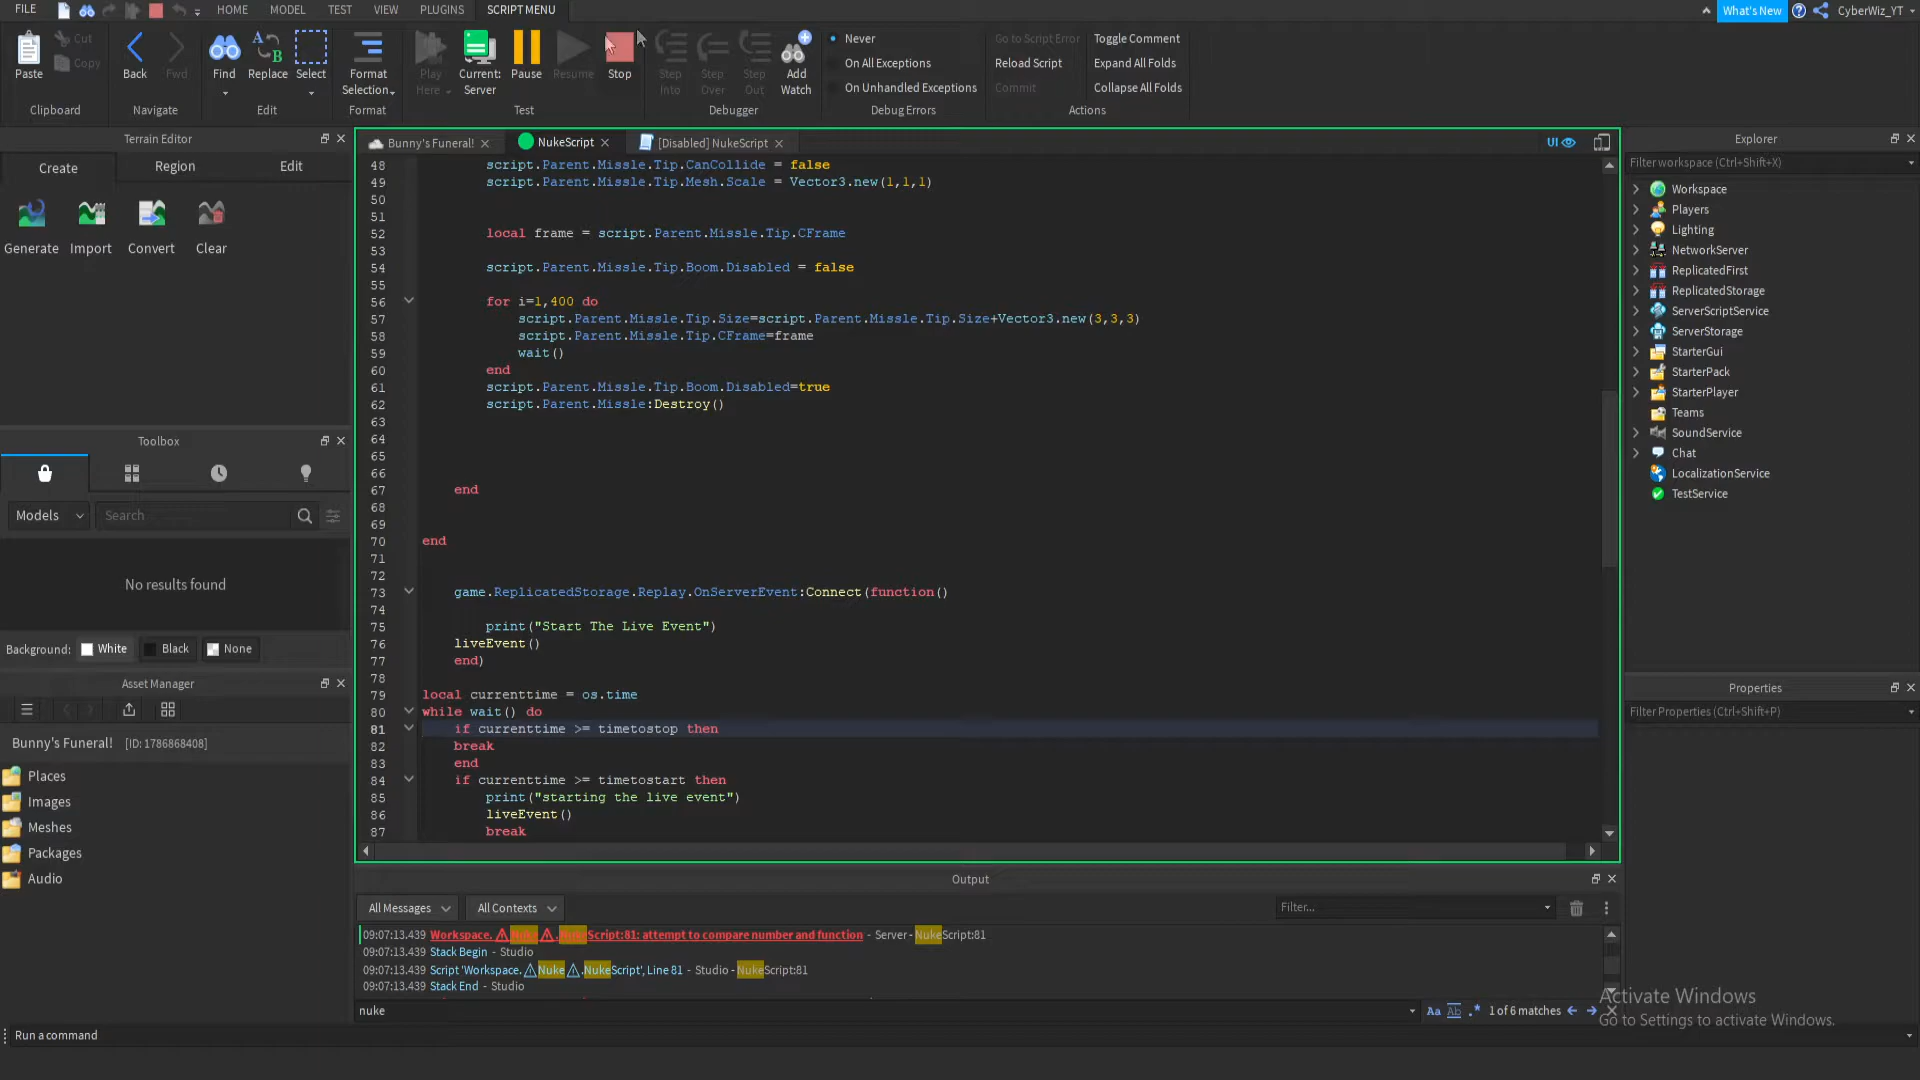 FILE HOME MODEL TEST VIEW PLUGINS SCRIPT MENU What's New CyberWiz_YT
Cut
Copy
Paste Back Fwd Find Replace Select Format Selection Play Here Current: Server Pause Resume Stop Step Into Step Over Step Out Add Watch
Never
On All Exceptions
On Unhandled Exceptions
Go to Script Error
Reload Script
Commit
Toggle Comment
Expand All Folds
Collapse All Folds
Clipboard Navigate Edit Format Test Debugger Debug Errors Actions
Terrain Editor
Create Region Edit
Generate Import Convert Clear
Toolbox
Models Search
No results found
Background: White Black None
Asset Manager
Bunny's Funeral! [ID: 1786868408]
Places
Images
Meshes
Packages
Audio
Bunny's Funeral! NukeScript [Disabled] NukeScript UI
48 script.Parent.Missle.Tip.CanCollide = false
49 script.Parent.Missle.Tip.Mesh.Scale = Vector3.new(1,1,1)
50
51
52 local frame = script.Parent.Missle.Tip.CFrame
53
54 script.Parent.Missle.Tip.Boom.Disabled = false
55
56 for i=1,400 do
57 script.Parent.Missle.Tip.Size=script.Parent.Missle.Tip.Size+Vector3.new(3,3,3)
58 script.Parent.Missle.Tip.CFrame=frame
59 wait()
60 end
61 script.Parent.Missle.Tip.Boom.Disabled=true
62 script.Parent.Missle:Destroy()
63
64
65
66
67 end
68
69
70 end
71
72
73 game.ReplicatedStorage.Replay.OnServerEvent:Connect(function()
74
75 print("Start The Live Event")
76 liveEvent()
77 end)
78
79 local currenttime = os.time
80 while wait() do
81 if currenttime >= timetostop then
82 break
83 end
84 if currenttime >= timetostart then
85 print("starting the live event")
86 liveEvent()
87 break
Output
All Messages All Contexts Filter...
09:07:13.439 Workspace.⚠Nuke⚠.NukeScript:81: attempt to compare number and function - Server - NukeScript:81
09:07:13.439 Stack Begin - Studio
09:07:13.439 Script 'Workspace.⚠Nuke⚠.NukeScript', Line 81 - Studio - NukeScript:81
09:07:13.439 Stack End - Studio
nuke Aa Ab .* 1 of 6 matches
Run a command
Explorer
Filter workspace (Ctrl+Shift+X)
Workspace
Players
Lighting
NetworkServer
ReplicatedFirst
ReplicatedStorage
ServerScriptService
ServerStorage
StarterGui
StarterPack
StarterPlayer
Teams
SoundService
Chat
LocalizationService
TestService
Properties
Filter Properties (Ctrl+Shift+P)
Activate Windows
Go to Settings to activate Windows.